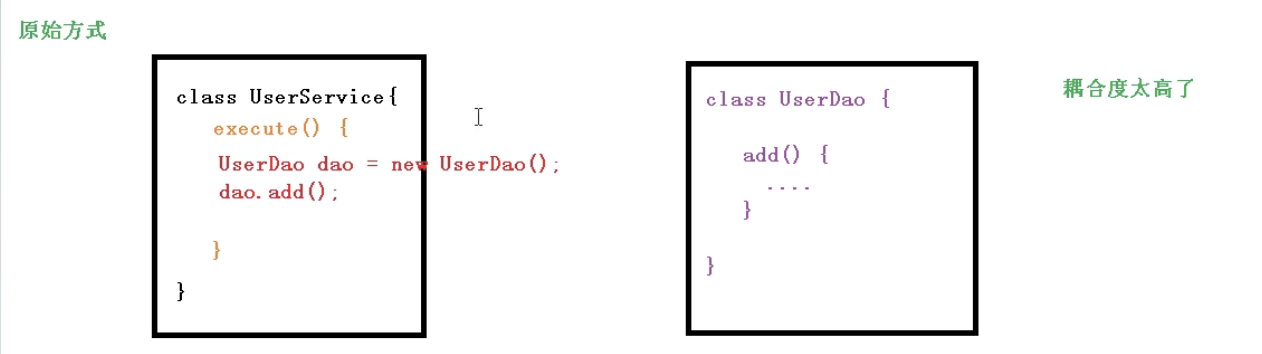 原始方式
class UserService{
execute() {
UserDao dao = new UserDao();
dao.add();
}
}
class UserDao {
add() {
....
}
}
耦合度太高了